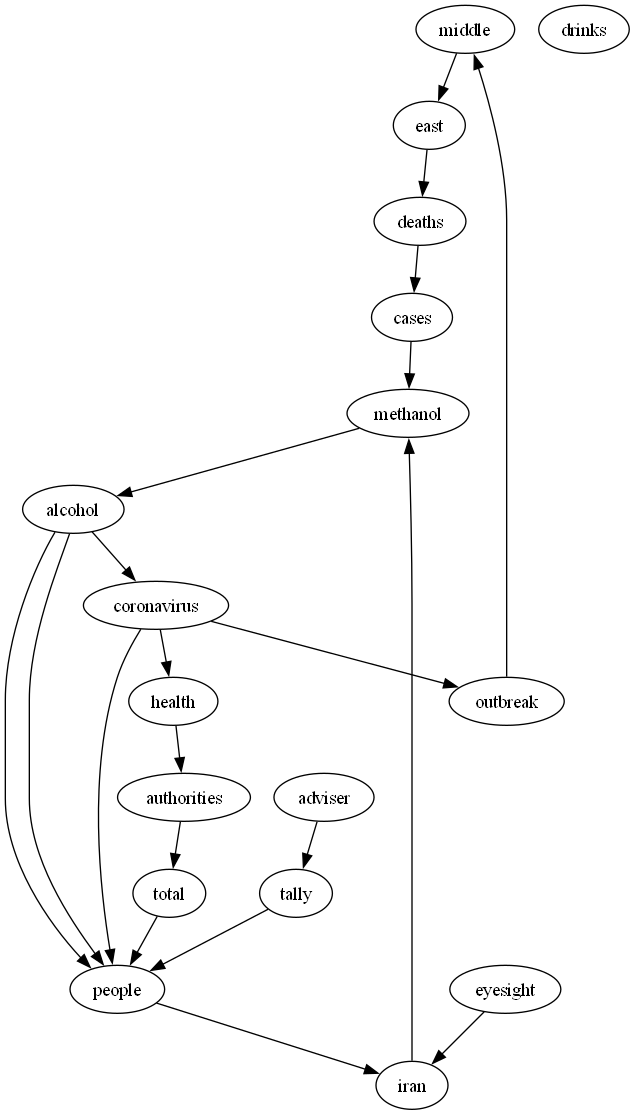 middle
drinks
east
deaths
cases
methanol
alcohol
coronavirus
health
outbreak
authorities
adviser
total
tally
people
eyesight
iran